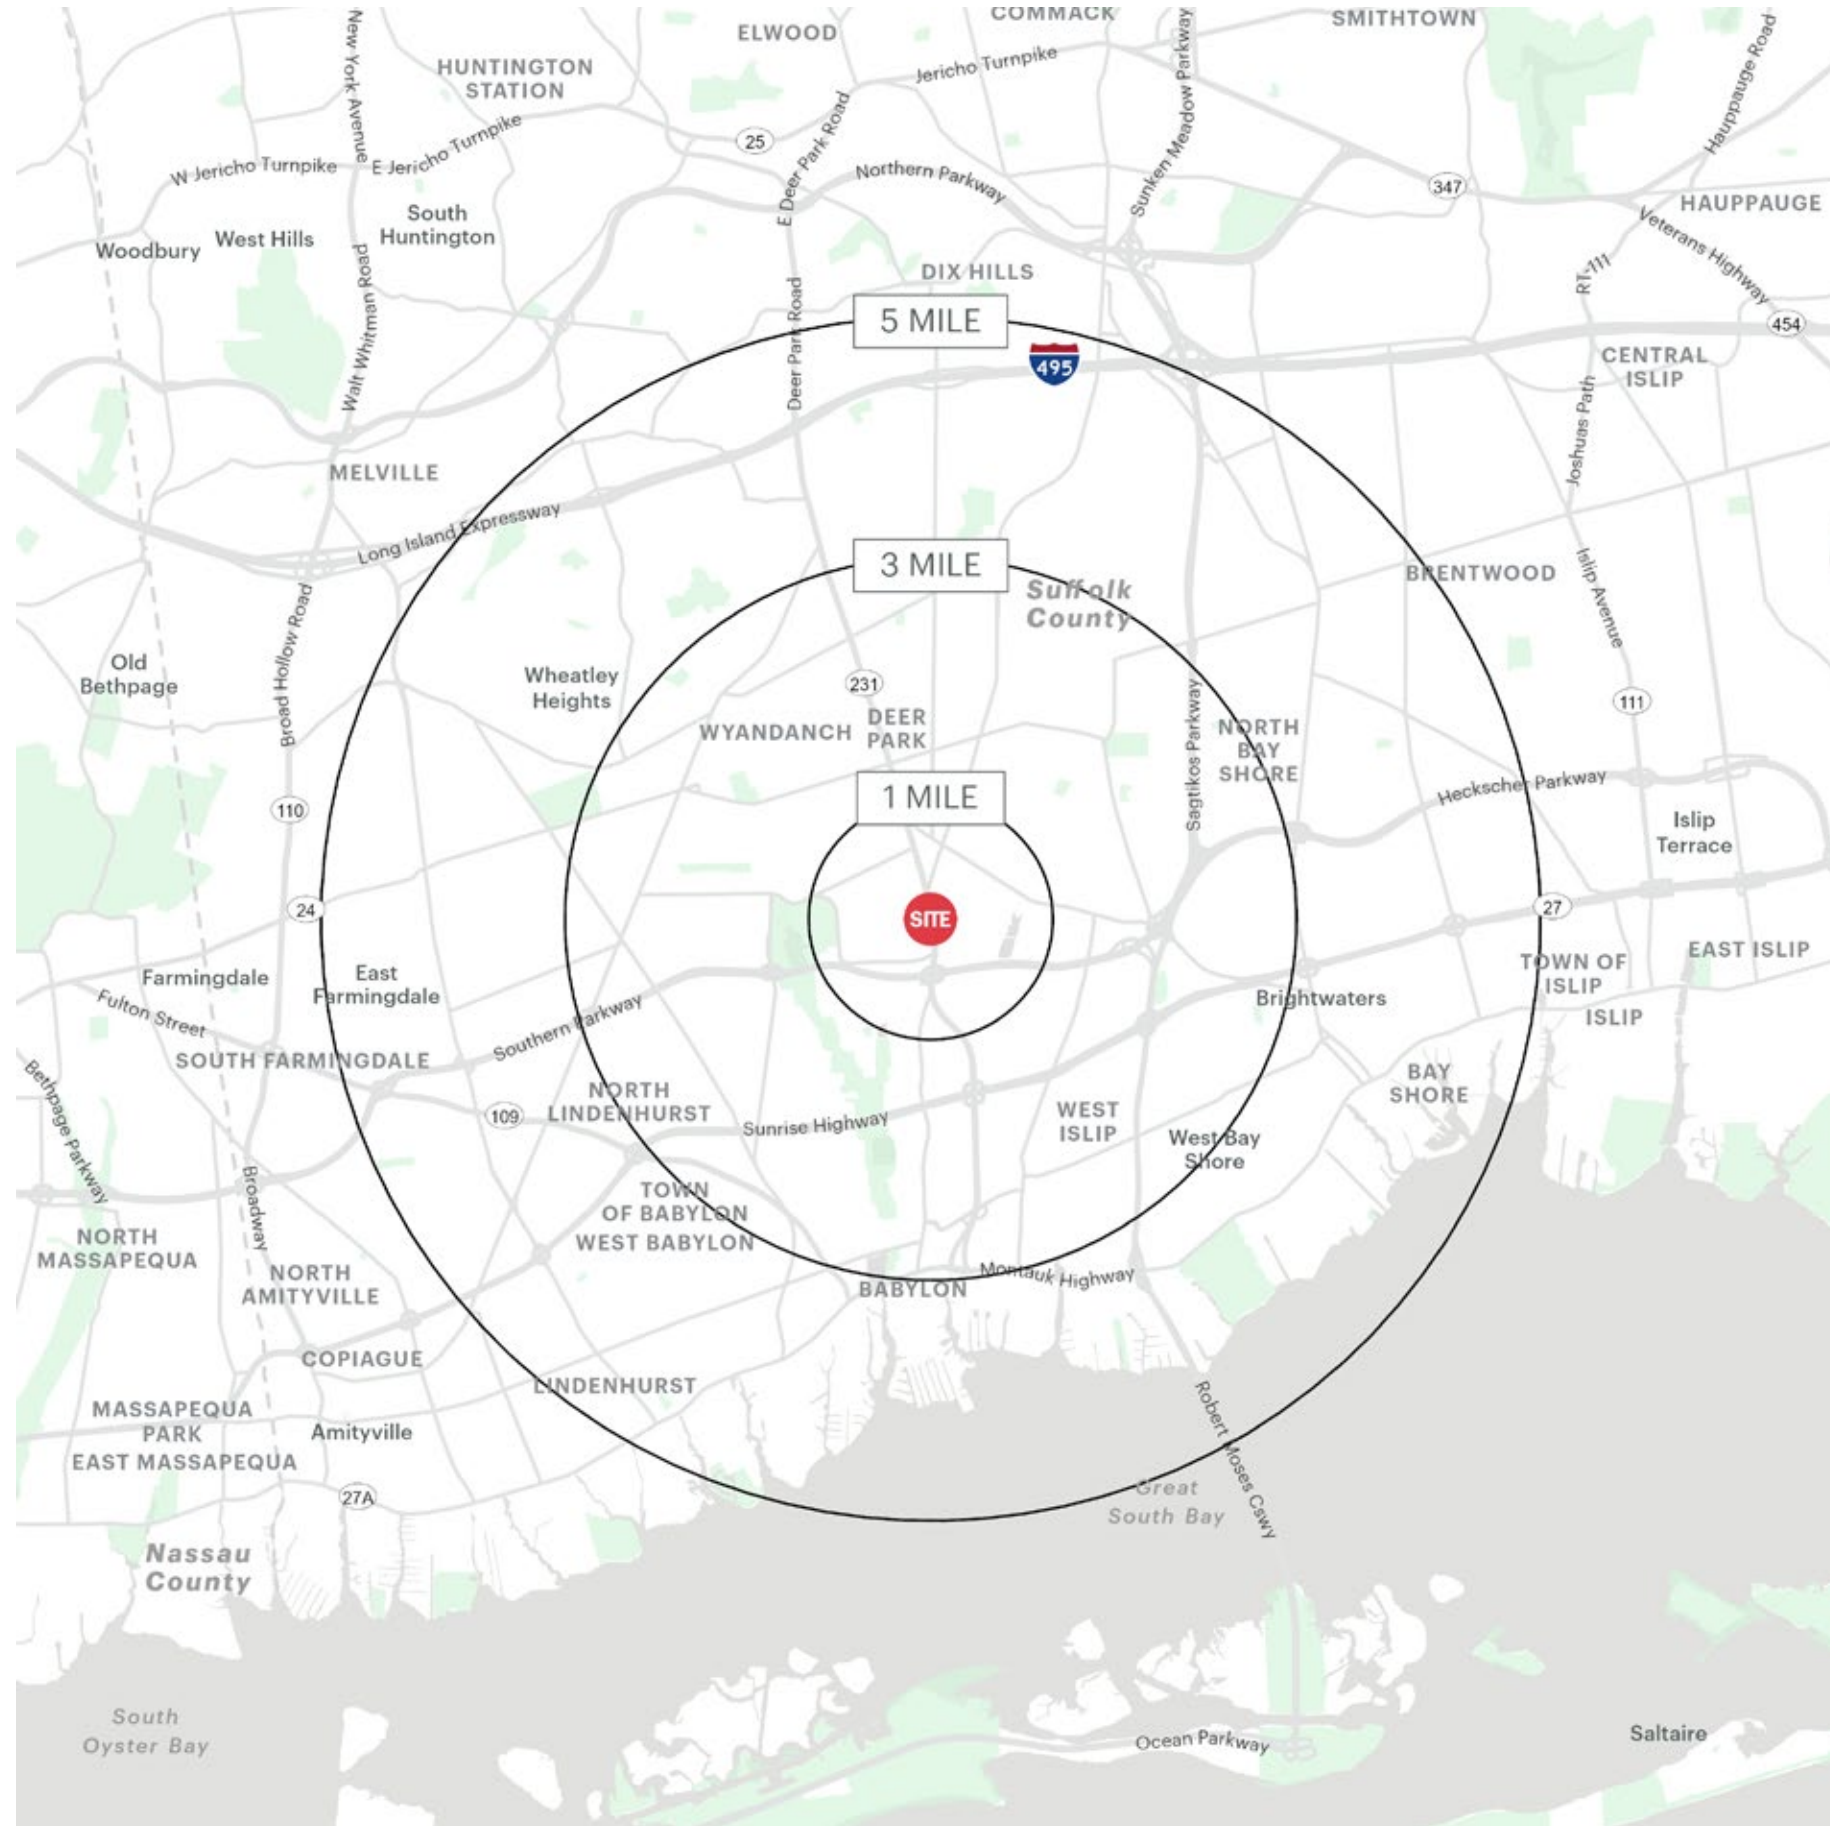 COMMACK
SMITHTOWN
ELWOOD
HUNTINGTON
STATION
Jericho Turnpike
New York Avenue
Sunken Meadow Parkway
Hauppauge Road
E Deer Park Road
25
E Jericho Turnpike
W Jericho Turnpike
Northern Parkway
347
HAUPPAUGE
Veterans Highway
South
Huntington
West Hills
Woodbury
RT-111
DIX HILLS
Walt Whitman Road
Deer Park Road
5 MILE
454
495
CENTRAL
ISLIP
Joshuas Path
MELVILLE
Long Island Expressway
3 MILE
Suffolk
County
BRENTWOOD
Islip Avenue
Broad Hollow Road
Old
Bethpage
Wheatley
Heights
231
111
WYANDANCH
DEER
PARK
Sagtikos Parkway
NORTH
BAY
SHORE
Heckscher Parkway
1 MILE
110
Islip
Terrace
24
SITE
27
Farmingdale
East
Farmingdale
TOWN OF
ISLIP
EAST ISLIP
Brightwaters
ISLIP
Fulton Street
Southern Parkway
SOUTH FARMINGDALE
Bethpage Parkway
BAY
SHORE
NORTH
LINDENHURST
109
Sunrise Highway
WEST
ISLIP
West Bay
Shore
Broadway
TOWN
OF BABYLON
WEST BABYLON
NORTH
MASSAPEQUA
NORTH
AMITYVILLE
BABYLON
Montauk Highway
COPIAGUE
LINDENHURST
MASSAPEQUA
PARK
EAST MASSAPEQUA
Amityville
Robert Moses Cswy
27A
Great
South Bay
Nassau
County
South
Oyster Bay
Ocean Parkway
Saltaire